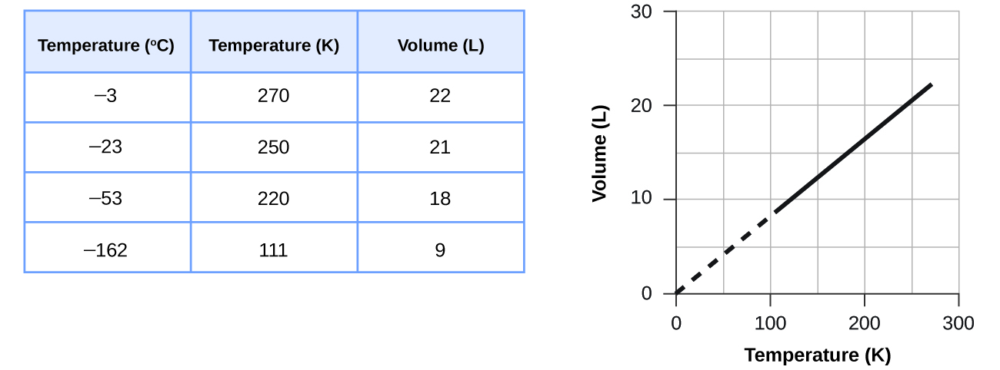 Temperature (ºC) Temperature (K) Volume (L)
–3 270 22
–23 250 21
–53 220 18
–162 111 9
30
20
10
0
Volume (L)
0 100 200 300
Temperature (K)